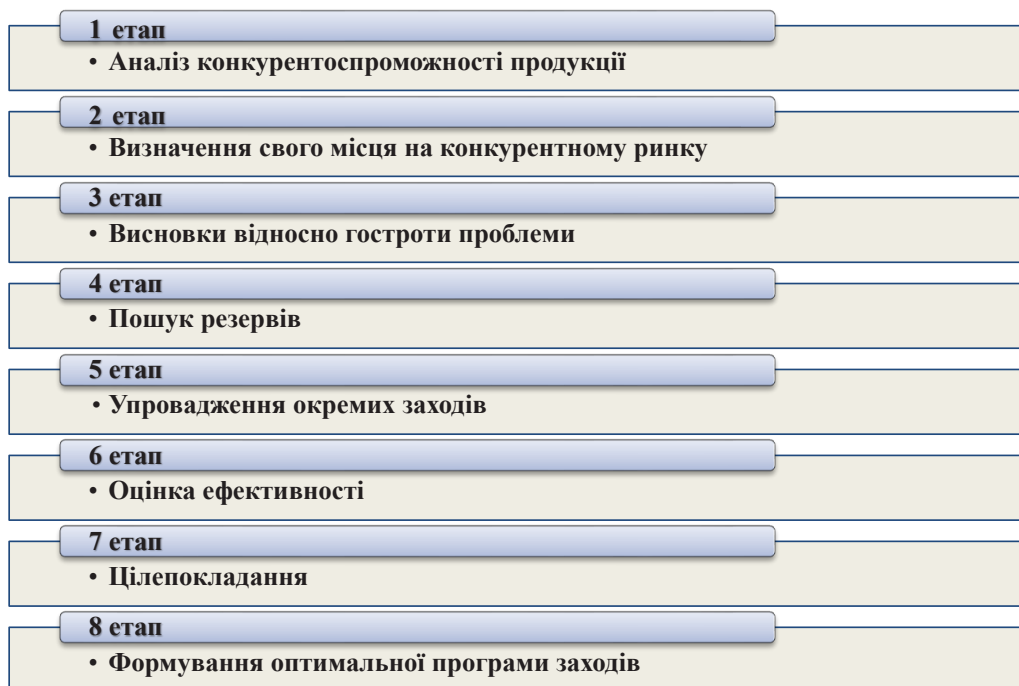 1 етап
• Аналіз конкурентоспроможності продукції
2 етап
• Визначення свого місця на конкурентному ринку
3 етап
• Висновки відносно гостроти проблеми
4 етап
• Пошук резервів
5 етап
• Упровадження окремих заходів
6 етап
• Оцінка ефективності
7 етап
• Цілепокладання
8 етап
• Формування оптимальної програми заходів